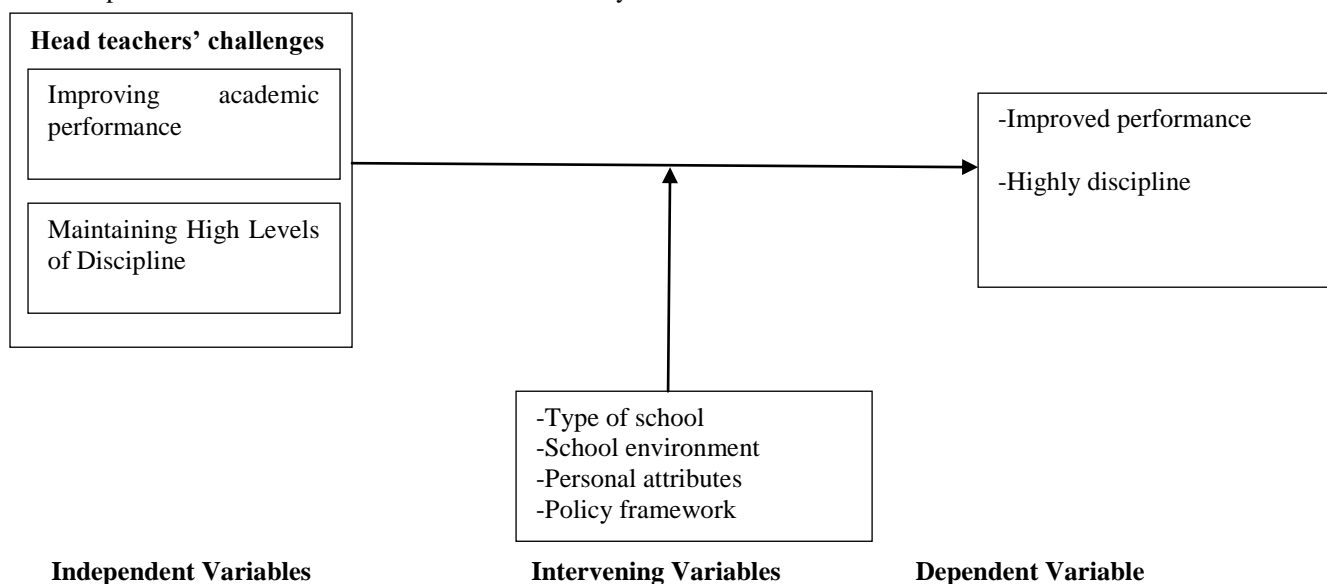 Head teachers’ challenges
Improving academic
performance
Maintaining High Levels
of Discipline
-Improved performance
-Highly discipline
-Type of school
-School environment
-Personal attributes
-Policy framework
Independent Variables Intervening Variables Dependent Variable